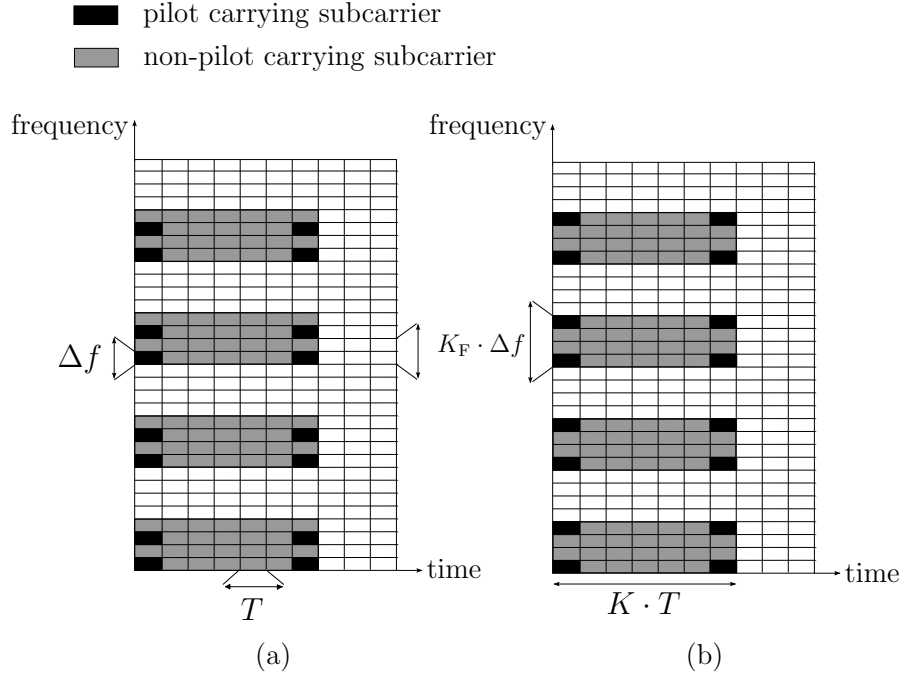 pilot carrying subcarrier
non-pilot carrying subcarrier
frequency
Δf
K_F · Δf
time
T
(a)
frequency
time
K · T
(b)